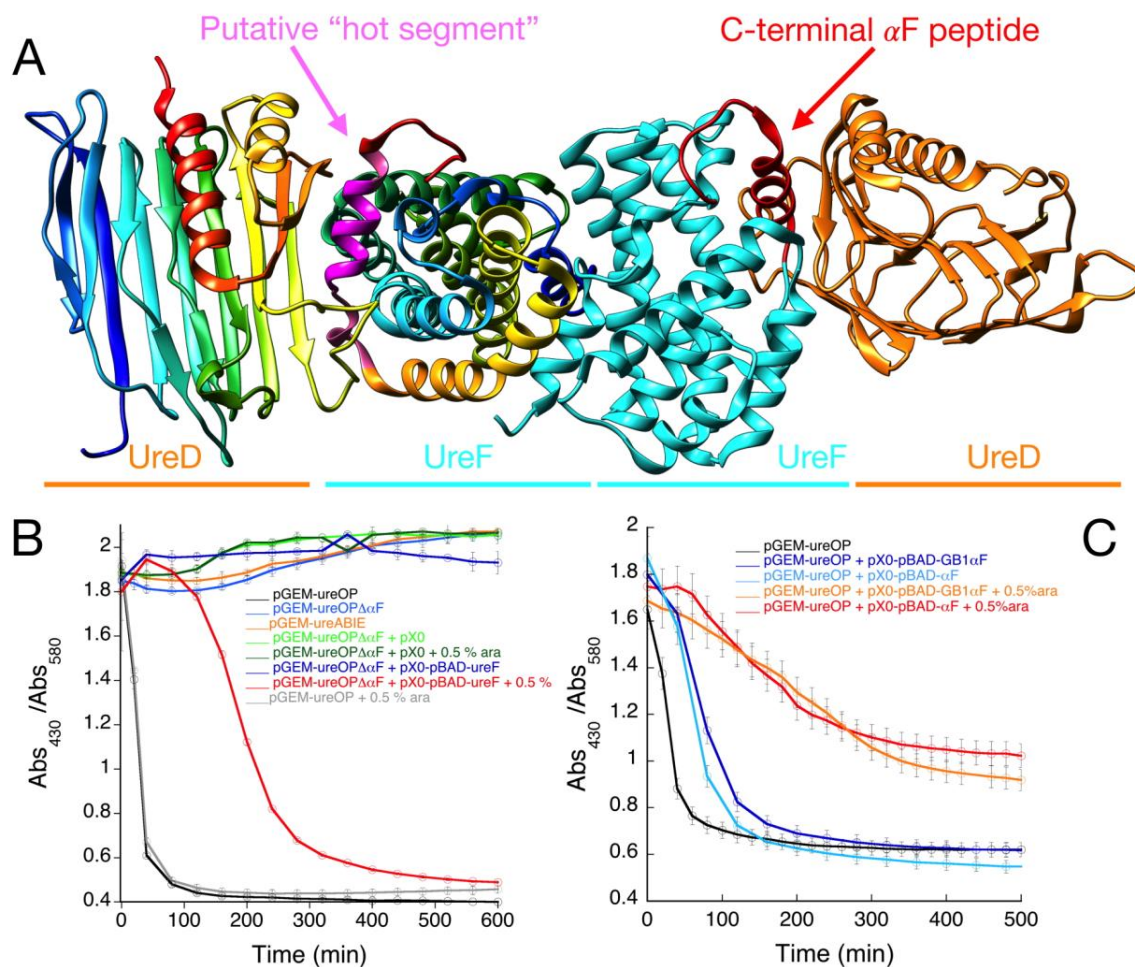 Putative “hot segment”
C-terminal αF peptide
A
UreD
UreF
UreF
UreD
B
Abs430/Abs580
2
1.8
1.6
1.4
1.2
1
0.8
0.6
0.4
pGEM-ureOP
pGEM-ureOPΔαF
pGEM-ureABIE
pGEM-ureOPΔαF + pX0
pGEM-ureOPΔαF + pX0 + 0.5 % ara
pGEM-ureOPΔαF + pX0-pBAD-ureF
pGEM-ureOPΔαF + pX0-pBAD-ureF + 0.5 %
pGEM-ureOP + 0.5 % ara
0 100 200 300 400 500 600
Time (min)
C
Abs430/Abs580
2
1.8
1.6
1.4
1.2
1
0.8
0.6
0.4
pGEM-ureOP
pGEM-ureOP + pX0-pBAD-GB1αF
pGEM-ureOP + pX0-pBAD-αF
pGEM-ureOP + pX0-pBAD-GB1αF + 0.5%ara
pGEM-ureOP + pX0-pBAD-αF + 0.5%ara
0 100 200 300 400 500
Time (min)